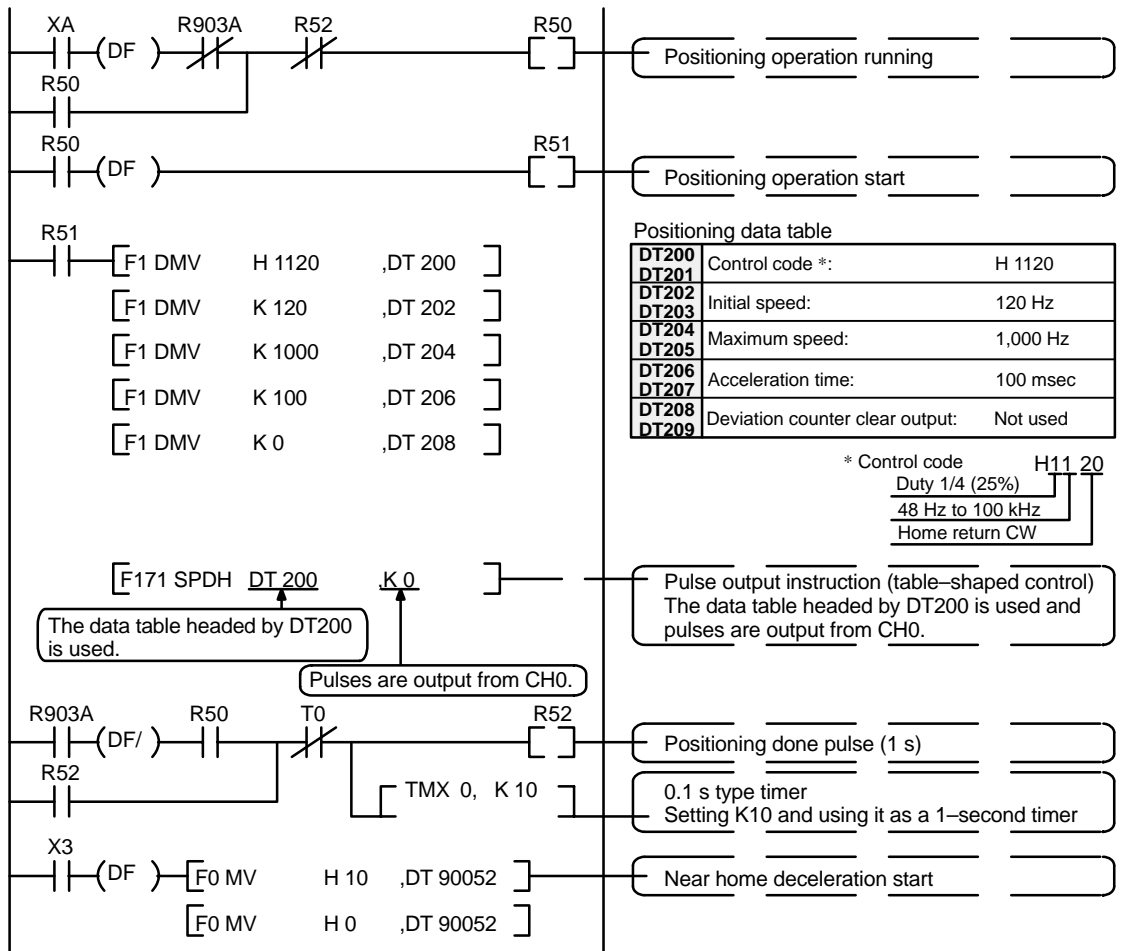 XA R903A R52 R50
(DF )
Positioning operation running
R50
R50 R51
(DF )
Positioning operation start
R51
F1 DMV H 1120 ,DT 200
F1 DMV K 120 ,DT 202
F1 DMV K 1000 ,DT 204
F1 DMV K 100 ,DT 206
F1 DMV K 0 ,DT 208
Positioning data table
DT200
DT201
Control code *: H 1120
DT202
DT203
Initial speed: 120 Hz
DT204
DT205
Maximum speed: 1,000 Hz
DT206
DT207
Acceleration time: 100 msec
DT208
DT209
Deviation counter clear output: Not used
* Control code H11 20
Duty 1/4 (25%)
48 Hz to 100 kHz
Home return CW
F171 SPDH DT 200 ,K 0
The data table headed by DT200
is used.
Pulses are output from CH0.
Pulse output instruction (table–shaped control)
The data table headed by DT200 is used and
pulses are output from CH0.
R903A R50 T0 R52
(DF/ )
Positioning done pulse (1 s)
R52
TMX 0, K 10
0.1 s type timer
Setting K10 and using it as a 1–second timer
X3
(DF ) F0 MV H 10 ,DT 90052
Near home deceleration start
F0 MV H 0 ,DT 90052